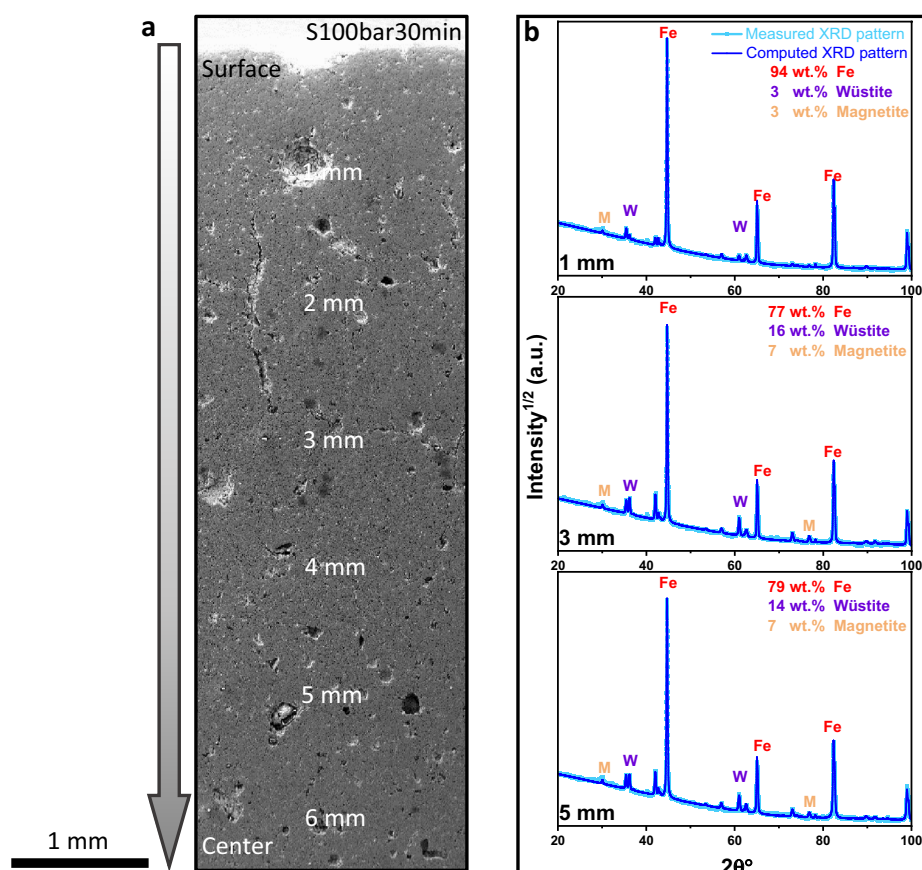 a
S100bar30min
Surface
1 mm
2 mm
3 mm
4 mm
5 mm
6 mm
Center
1 mm
b
Measured XRD pattern
Computed XRD pattern
Fe
94 wt.% Fe
3 wt.% Wüstite
3 wt.% Magnetite
Fe
Fe
W
W
M
1 mm
20 40 60 80 100
77 wt.% Fe
16 wt.% Wüstite
7 wt.% Magnetite
Fe
Fe
Fe
W
W
M
M
3 mm
20 40 60 80 100
79 wt.% Fe
14 wt.% Wüstite
7 wt.% Magnetite
Fe
Fe
Fe
W
W
M
M
5 mm
20 40 60 80 100
Intensity^1/2 (a.u.)
2θ°